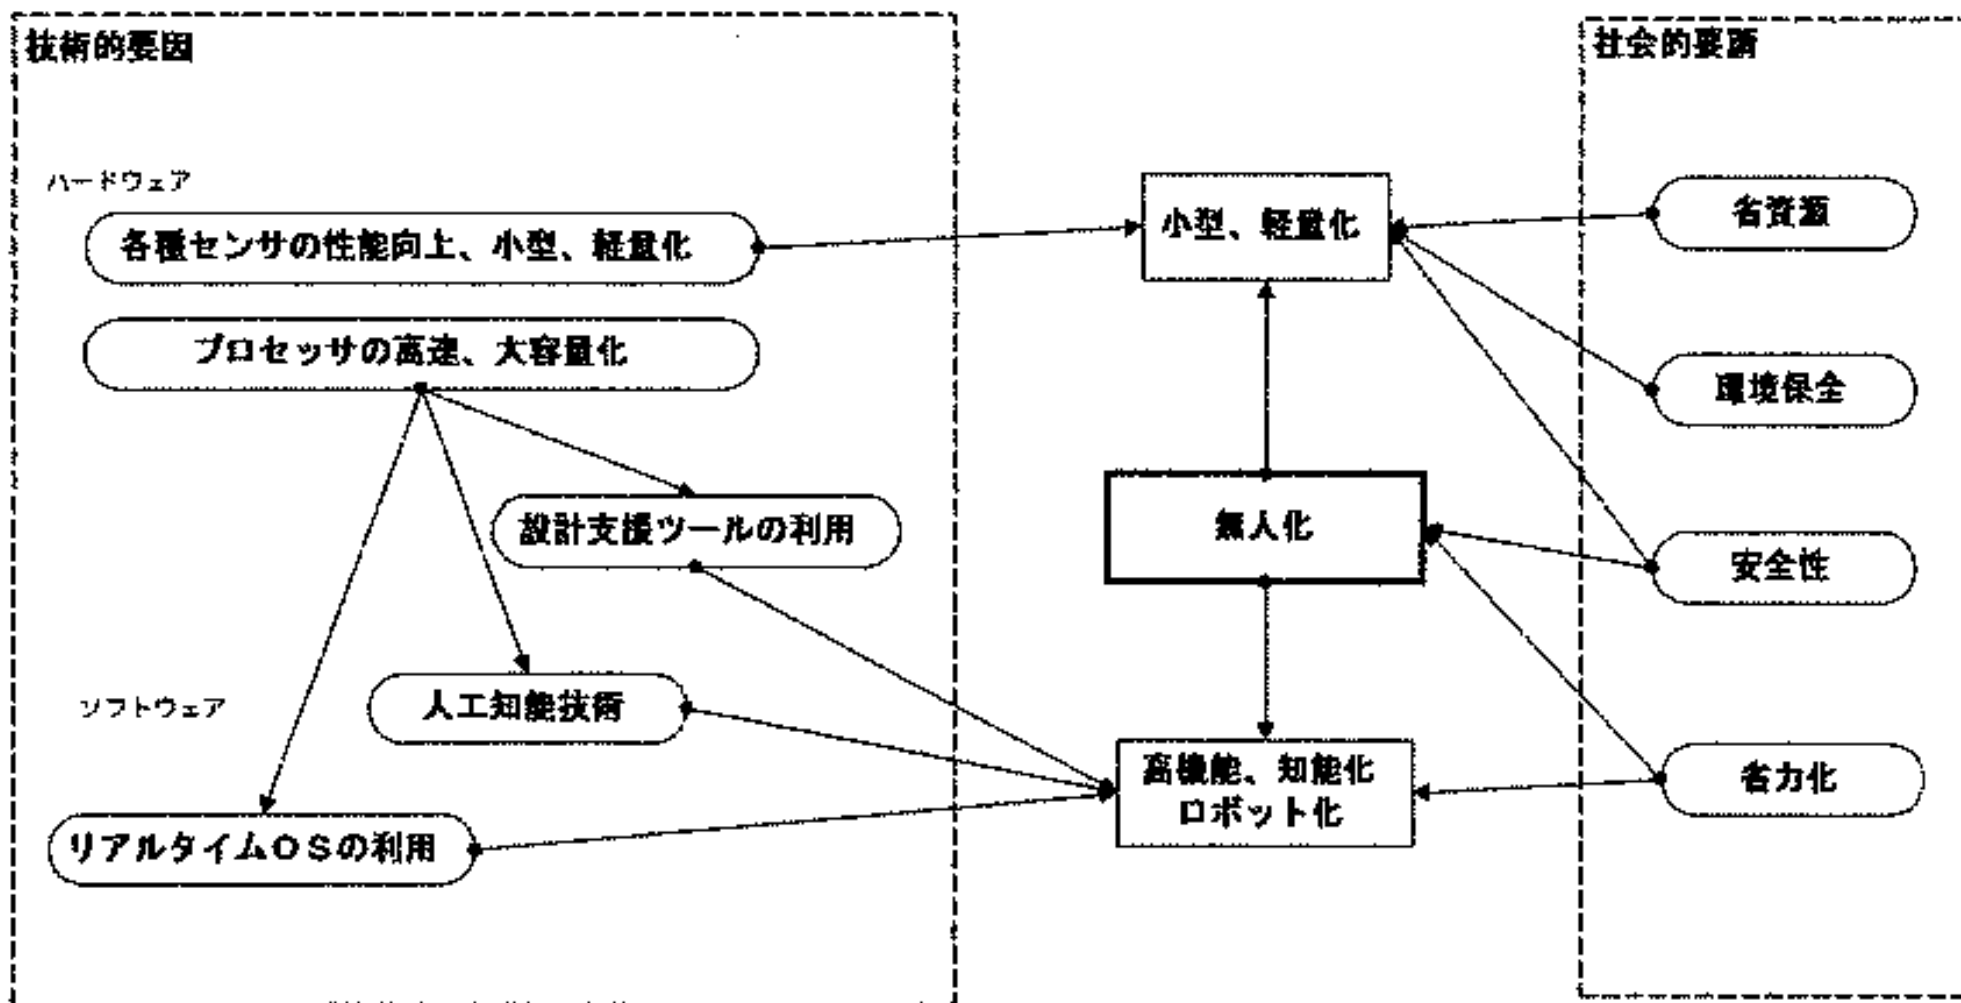 技術的要因
社会的要請
ハードウェア
各種センサの性能向上、小型、軽量化
小型、軽量化
省資源
プロセッサの高速、大容量化
環境保全
設計支援ツールの利用
無人化
安全性
人工知能技術
ソフトウェア
高機能、知能化
ロボット化
省力化
リアルタイムOSの利用